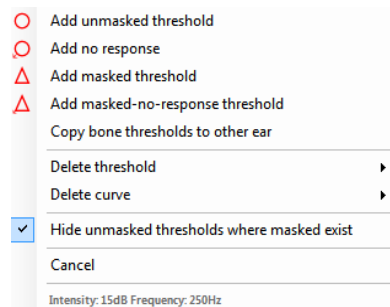 Add unmasked threshold
Add no response
Add masked threshold
Add masked-no-response threshold
Copy bone thresholds to other ear
Delete threshold
Delete curve
Hide unmasked thresholds where masked exist
Cancel
Intensity: 15dB Frequency: 250Hz